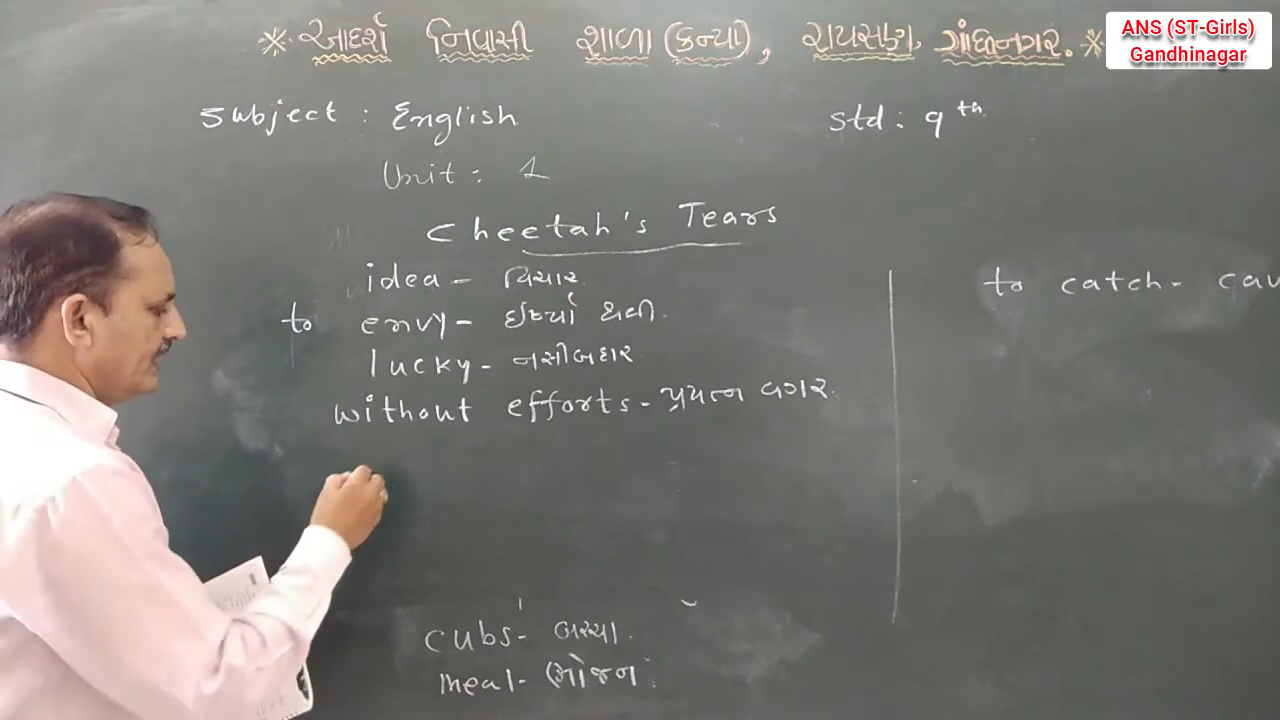 * આદર્શ નિવાસી શાળા (કન્યા), રાયસણ, ગાંધીનગર. *
ANS (ST-Girls)
Gandhinagar
Subject : English
Std : 9th
Unit : 1
Cheetah's Tears
idea - વિચાર
to envy - ઈર્ષ્યા થવી.
lucky - નસીબદાર
without efforts - પ્રયત્ન વગર.
cubs - બચ્ચા.
meal - ભોજન.
to catch -